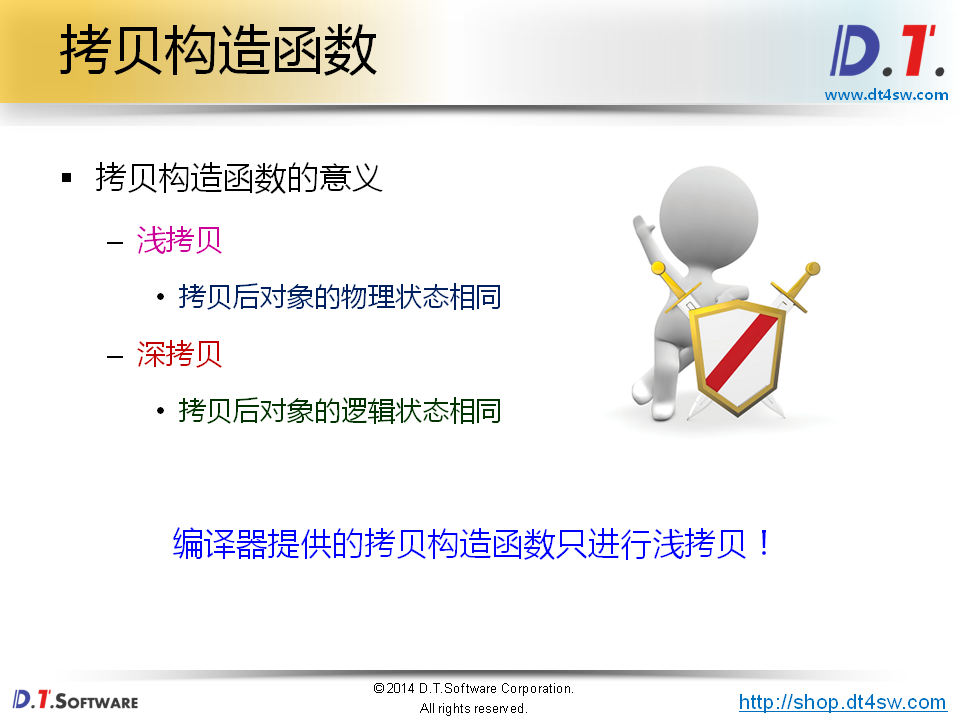 拷贝构造函数
D.T.
www.dt4sw.com
▪ 拷贝构造函数的意义
– 浅拷贝
• 拷贝后对象的物理状态相同
– 深拷贝
• 拷贝后对象的逻辑状态相同
编译器提供的拷贝构造函数只进行浅拷贝！
D.T.SOFTWARE
©2014 D.T.Software Corporation.
All rights reserved.
http://shop.dt4sw.com